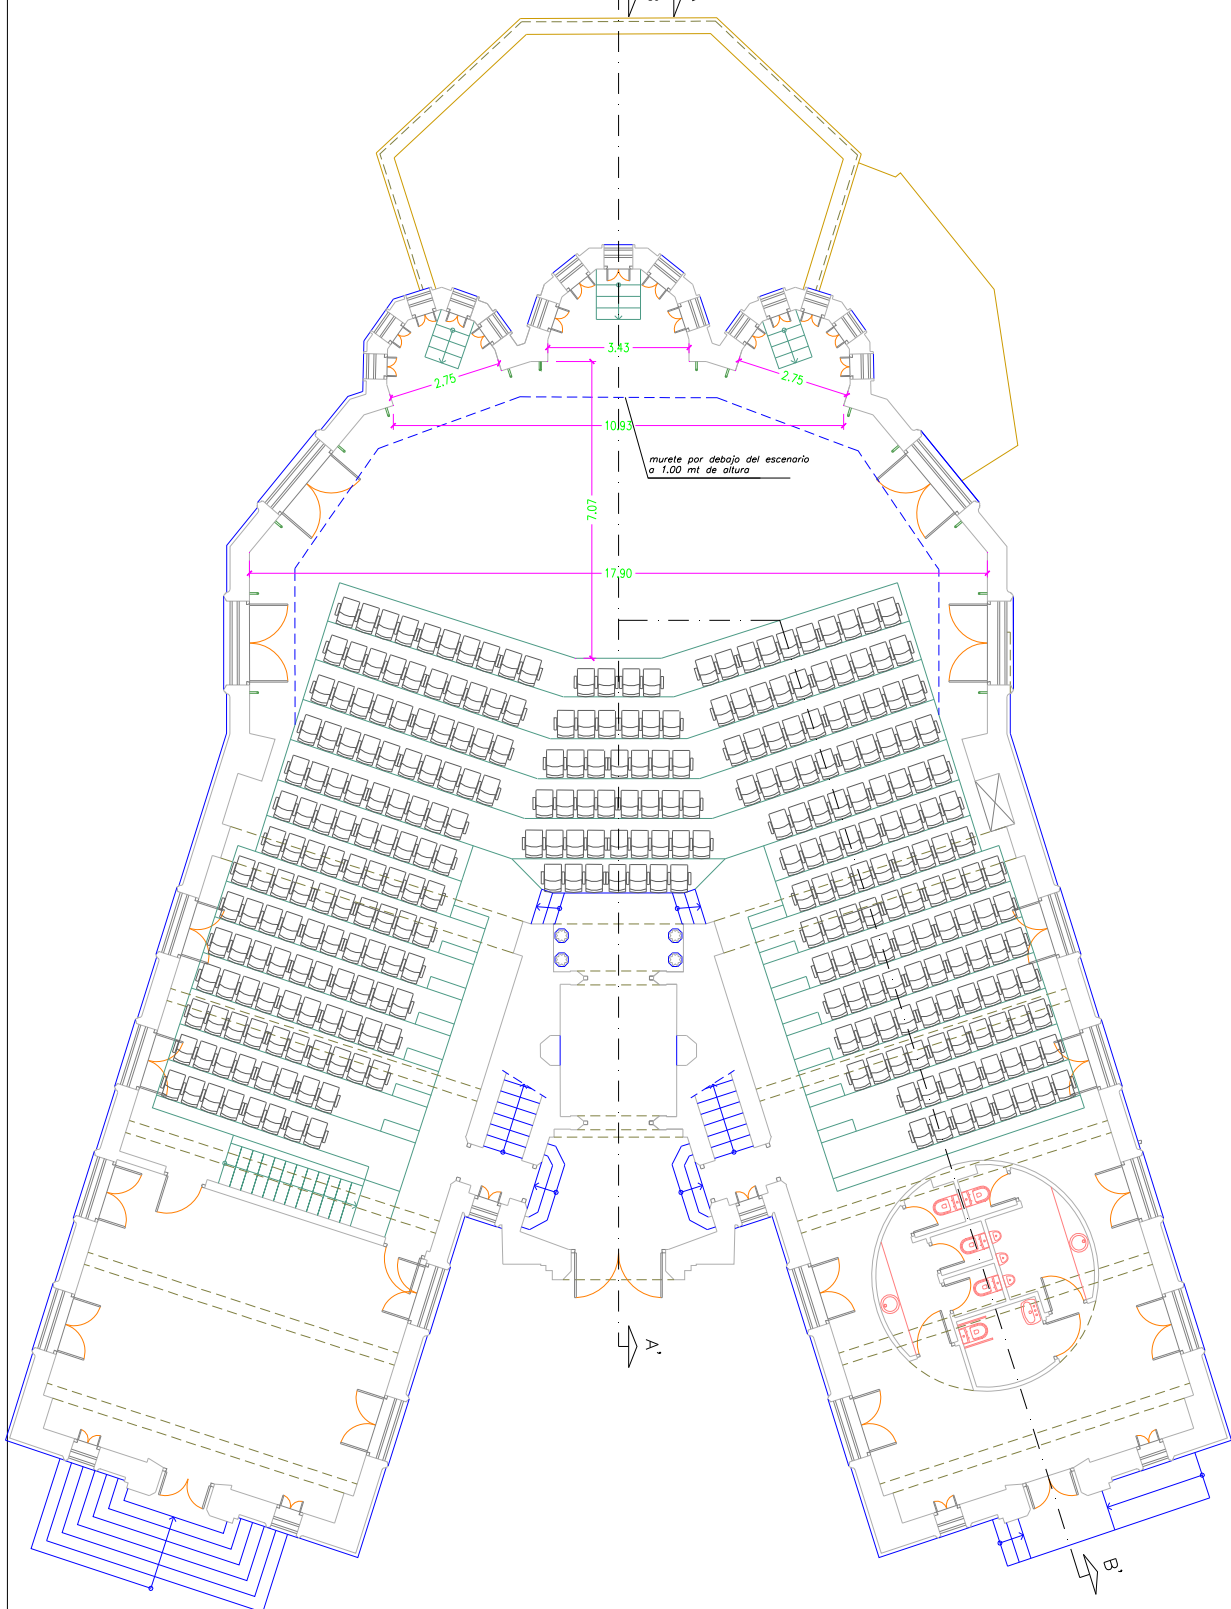 3.43
2.75
2.75
10.93
murete por debajo del escenario
a 1.00 mt de altura
7.07
17.90
A'
B'